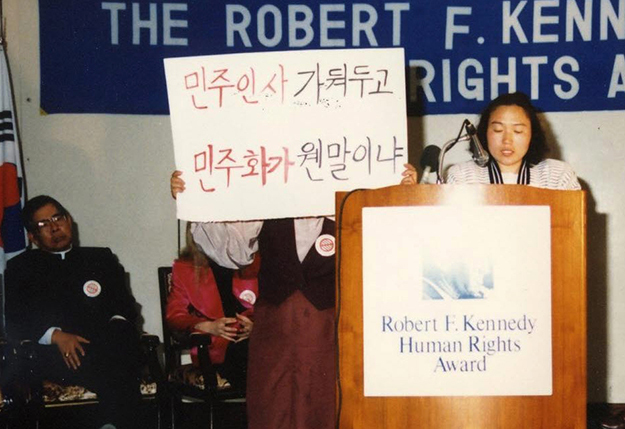 THE ROBERT F. KENN
RIGHTS A
민주인사 가둬두고
민주화가 웬말이냐
Robert F. Kennedy
Human Rights
Award